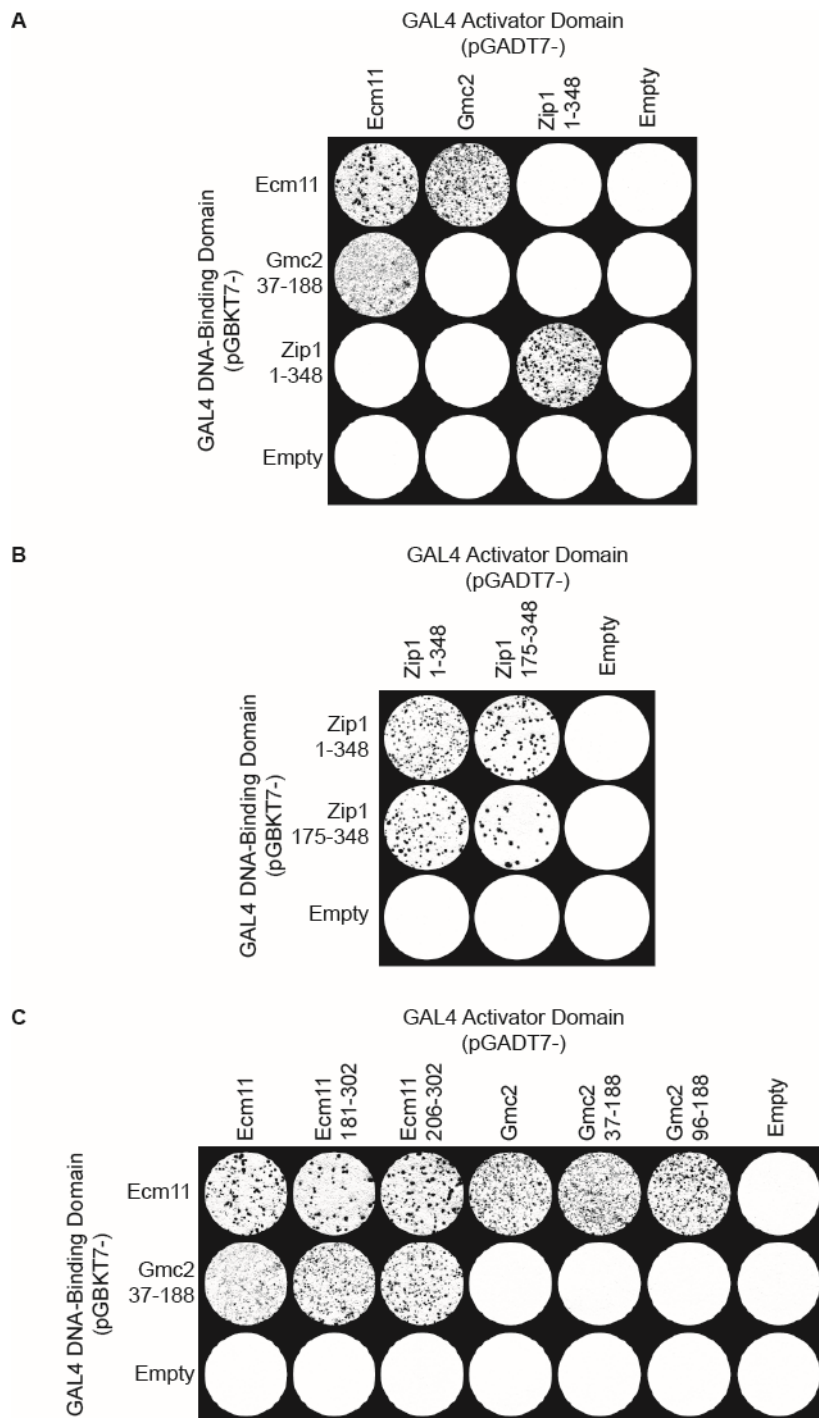 A
GAL4 Activator Domain
(pGADT7-)
Ecm11
Gmc2
Zip1
1-348
Empty
GAL4 DNA-Binding Domain
(pGBKT7-)
Ecm11
Gmc2
37-188
Zip1
1-348
Empty
B
GAL4 Activator Domain
(pGADT7-)
Zip1
1-348
Zip1
175-348
Empty
GAL4 DNA-Binding Domain
(pGBKT7-)
Zip1
1-348
Zip1
175-348
Empty
C
GAL4 Activator Domain
(pGADT7-)
Ecm11
Ecm11
181-302
Ecm11
206-302
Gmc2
Gmc2
37-188
Gmc2
96-188
Empty
GAL4 DNA-Binding Domain
(pGBKT7-)
Ecm11
Gmc2
37-188
Empty